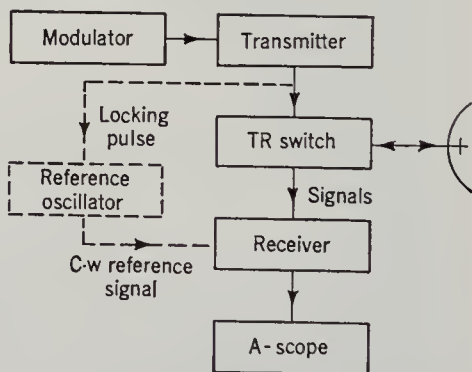 Modulator
Transmitter
Locking
pulse
TR switch
Reference
oscillator
Signals
Receiver
C-w reference
signal
A-scope